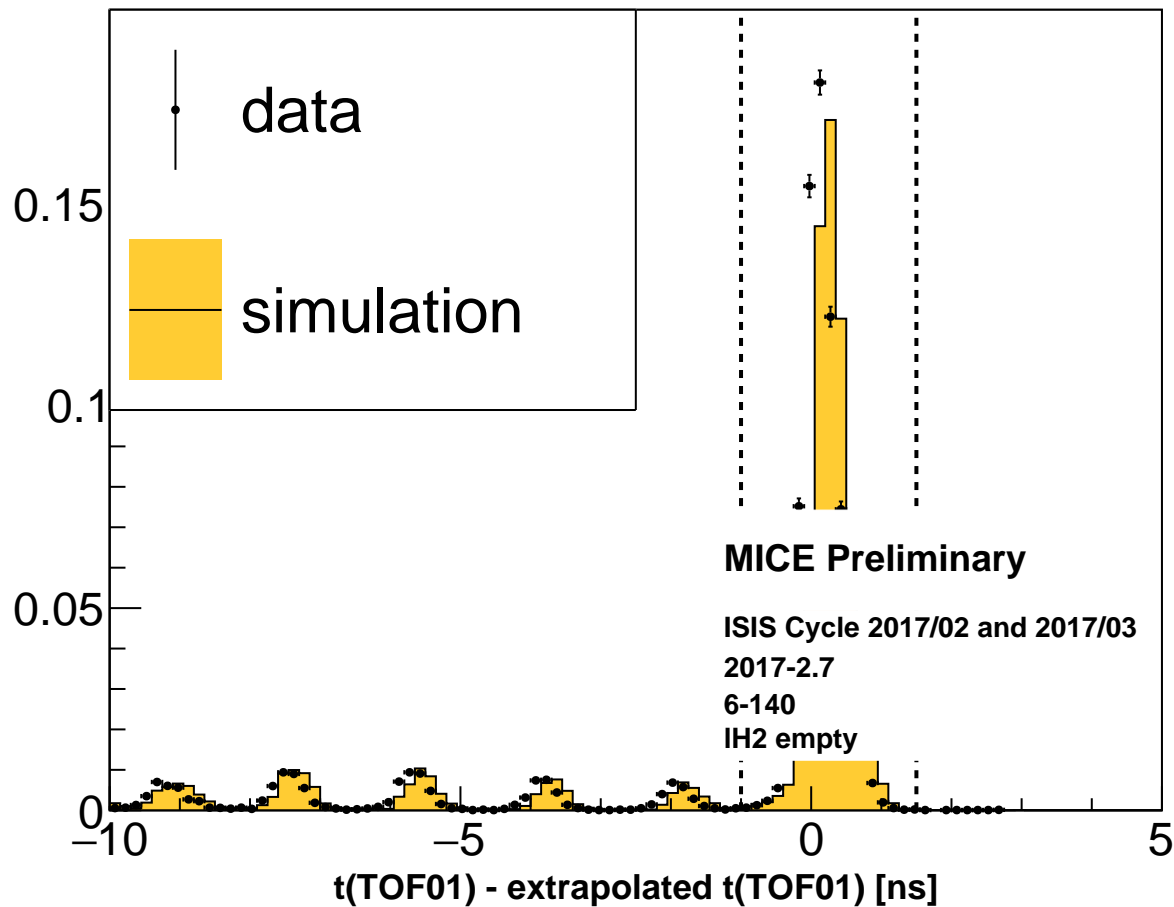 data
simulation
0.15
0.1
0.05
0
MICE Preliminary
ISIS Cycle 2017/02 and 2017/03
2017-2.7
6-140
lH2 empty
−10 −5 0 5
t(TOF01) - extrapolated t(TOF01) [ns]